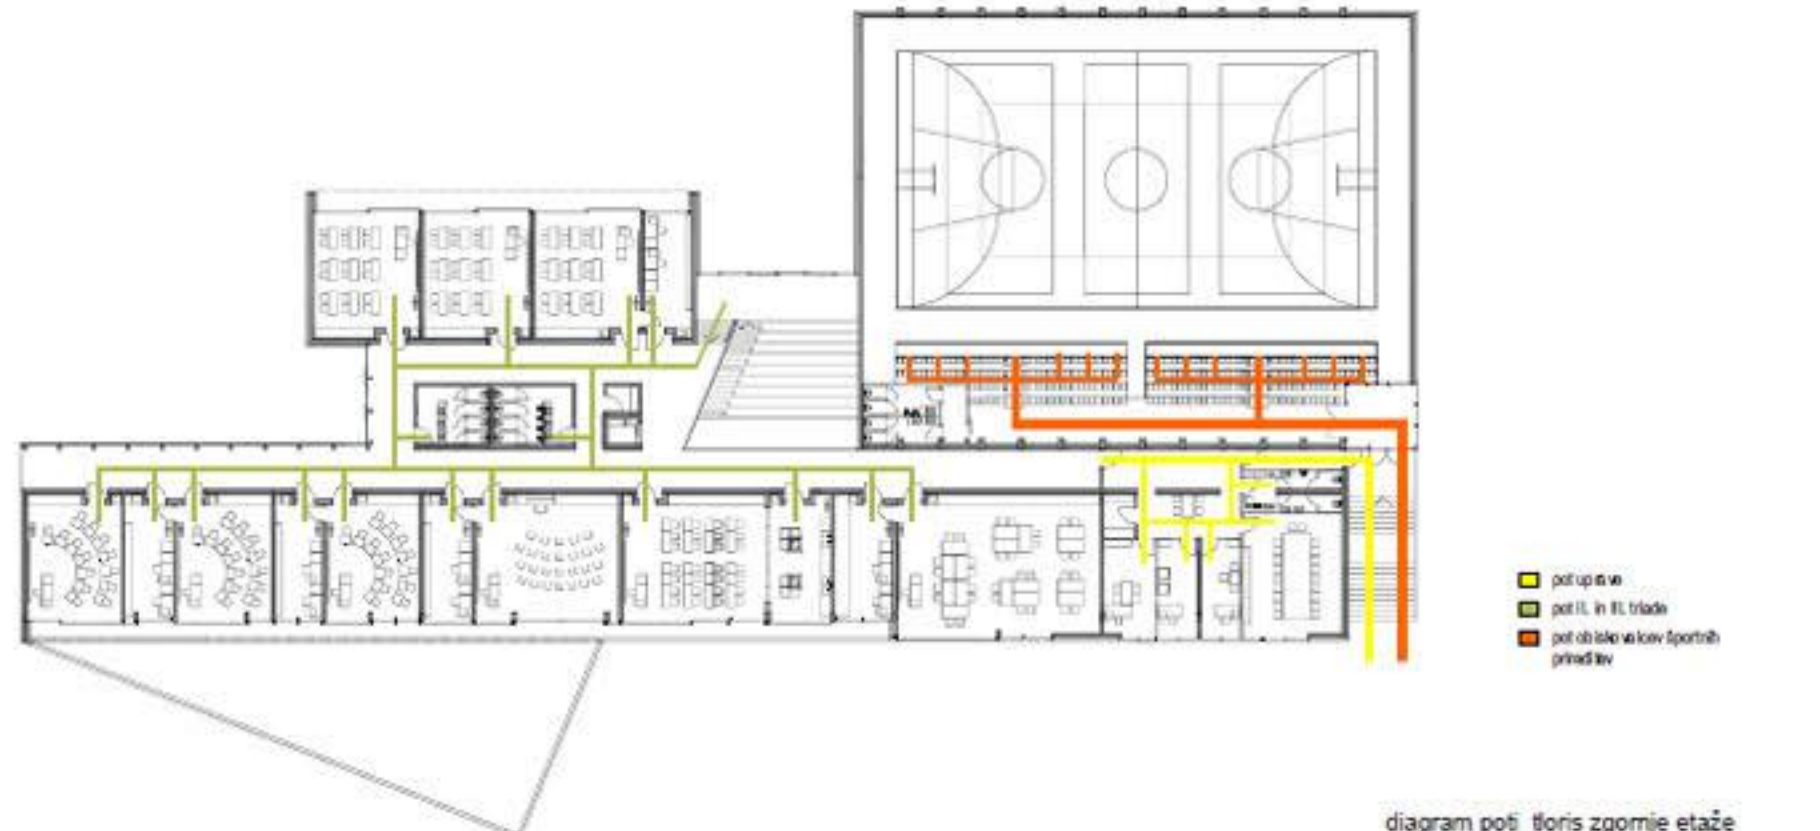 pot uprave
pot II. in III. triade
pot obiskovalcev športnih
prireditev
diagram poti tloris zgornje etaže